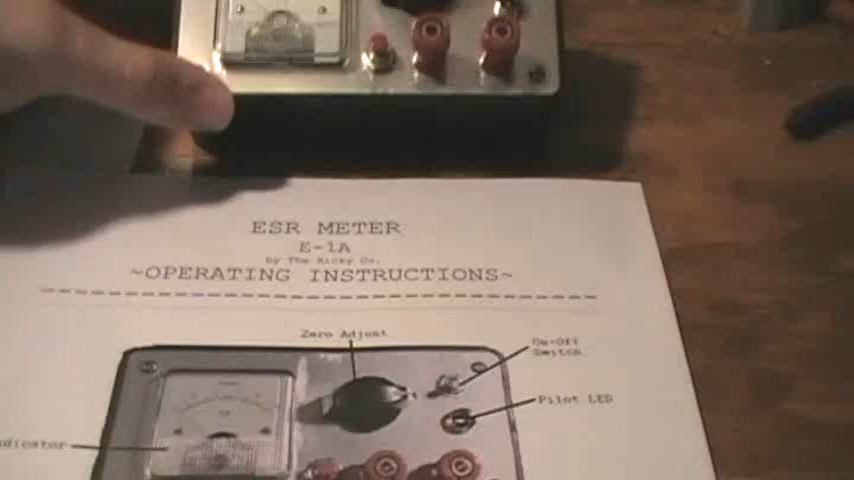 ESR METER
E-1A
by The Ricky Co.
~OPERATING INSTRUCTIONS~
Zero Adjust
On-Off
Switch
Pilot LED